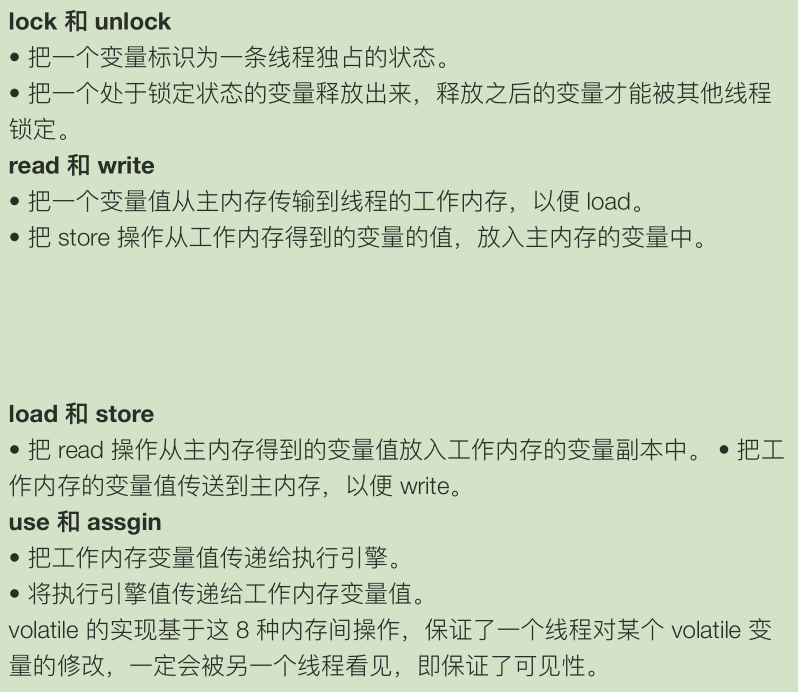 lock 和 unlock
• 把一个变量标识为一条线程独占的状态。
• 把一个处于锁定状态的变量释放出来，释放之后的变量才能被其他线程
锁定。
read 和 write
• 把一个变量值从主内存传输到线程的工作内存，以便 load。
• 把 store 操作从工作内存得到的变量的值，放入主内存的变量中。
load 和 store
• 把 read 操作从主内存得到的变量值放入工作内存的变量副本中。 • 把工
作内存的变量值传送到主内存，以便 write。
use 和 assgin
• 把工作内存变量值传递给执行引擎。
• 将执行引擎值传递给工作内存变量值。
volatile 的实现基于这 8 种内存间操作，保证了一个线程对某个 volatile 变
量的修改，一定会被另一个线程看见，即保证了可见性。